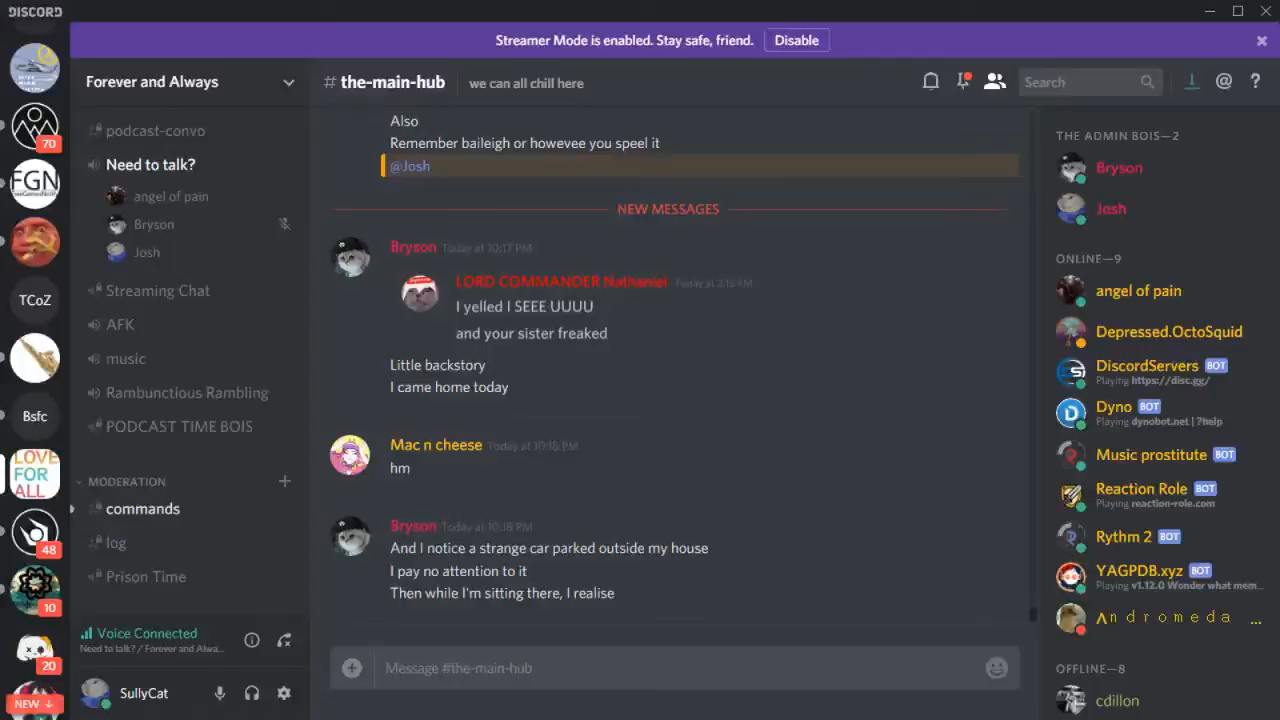 DISCORD
Streamer Mode is enabled. Stay safe, friend. Disable
Forever and Always
# the-main-hub we can all chill here
Search
70
FGN
TCoZ
Bsfc
LOVE
FOR
ALL
48
10
20
NEW ↓
podcast-convo
Need to talk?
angel of pain
Bryson
Josh
Streaming Chat
AFK
music
Rambunctious Rambling
PODCAST TIME BOIS
MODERATION
commands
log
Prison Time
Voice Connected
Need to talk? / Forever and Alwa...
SullyCat
Also
Remember baileigh or howevee you speel it
@Josh
NEW MESSAGES
Bryson Today at 10:17 PM
LORD COMMANDER Nathaniel Today at 2:15 PM
I yelled I SEEE UUUU
and your sister freaked
Little backstory
I came home today
Mac n cheese Today at 10:18 PM
hm
Bryson Today at 10:18 PM
And I notice a strange car parked outside my house
I pay no attention to it
Then while I'm sitting there, I realise
Message #the-main-hub
THE ADMIN BOIS—2
Bryson
Josh
ONLINE—9
angel of pain
Depressed.OctoSquid
DiscordServers BOT
Playing https://disc.gg/
Dyno BOT
Playing dynobot.net | ?help
Music prostitute BOT
Reaction Role BOT
Playing reaction-role.com
Rythm 2 BOT
YAGPDB.xyz BOT
Playing v1.12.0 Wonder what mem...
Λndromeda ...
OFFLINE—8
cdillon